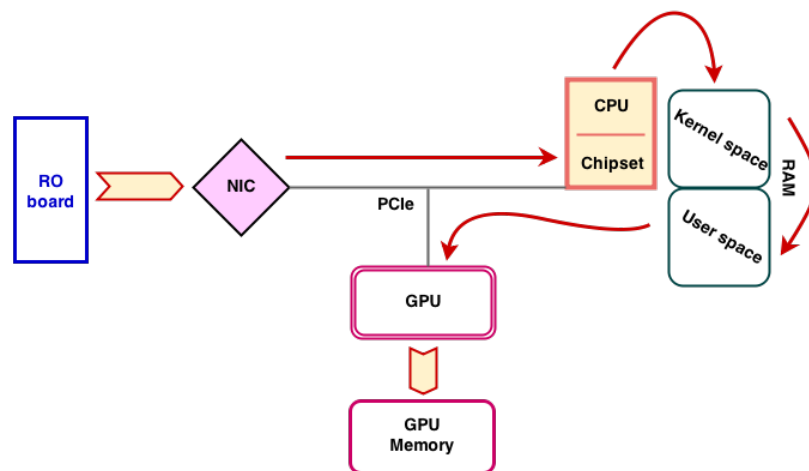 CPU
Chipset
Kernel space
RAM
RO
board
NIC
PCIe
User space
GPU
GPU
Memory